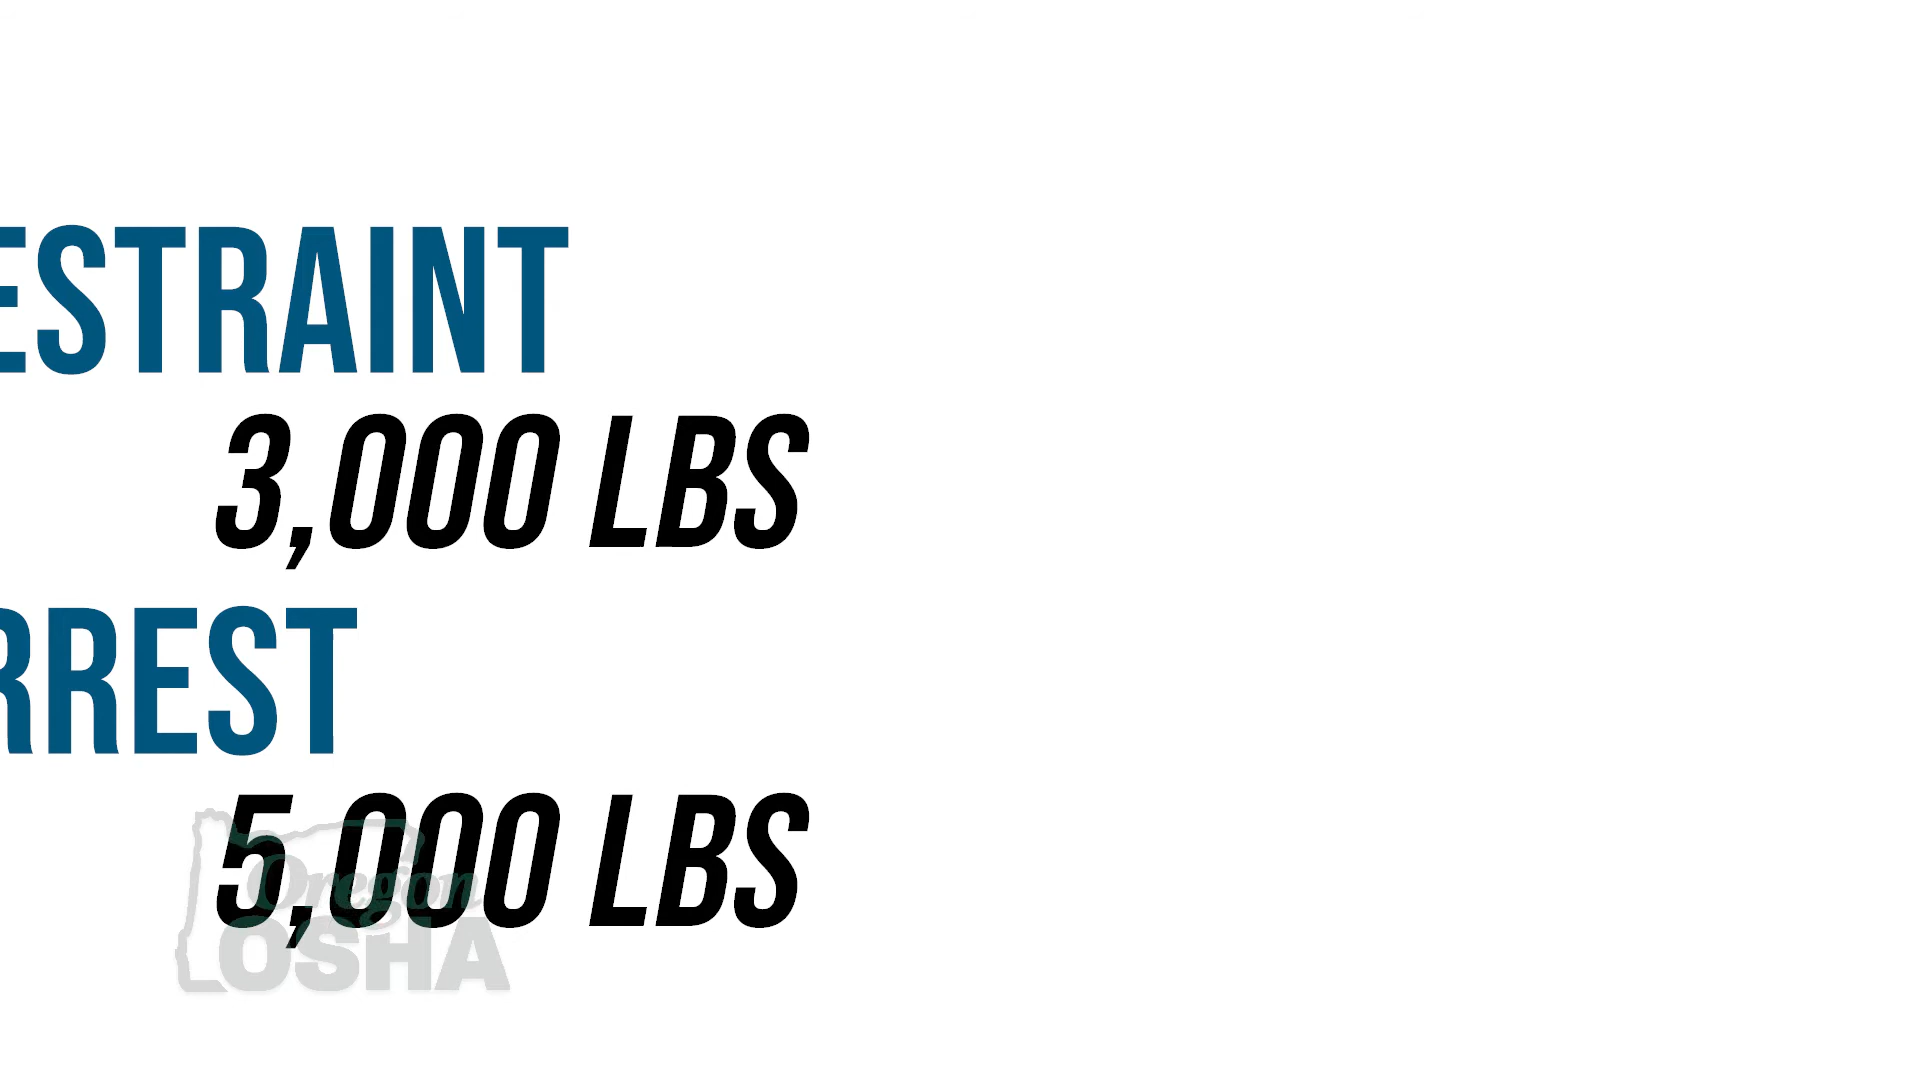 ESTRAINT
3,000 LBS
RREST
5,000 LBS
Oregon
OSHA